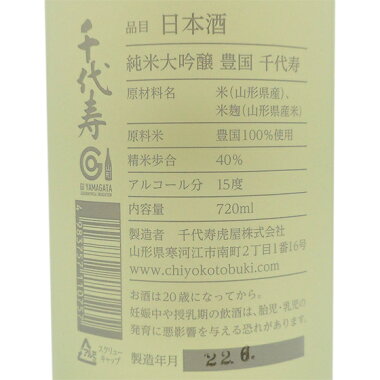 品目 日本酒
純米大吟醸 豊国 千代寿
原材料名 米(山形県産)、
米麹(山形県産米)
原料米 豊国100%使用
精米歩合 40%
アルコール分 15度
内容量 720ml
製造者 千代寿虎屋株式会社
山形県寒河江市南町2丁目1番16号
www.chiyokotobuki.com
お酒は20歳になってから。
妊娠中や授乳期の飲酒は、胎児・乳児の
発育に悪影響を与える恐れがあります。
製造年月 22.6.
千代寿
GI YAMAGATA
アルミ
スクリュー
キャップ